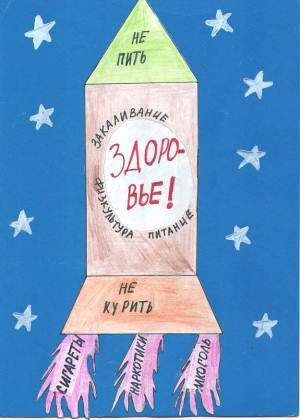 НЕ
ПИТЬ
ЗАКАЛИВАНИЕ
ЗДОРО-
ВЬЕ!
ФИЗКУЛЬТУРА
ПИТАНИЕ
НЕ
КУРИТЬ
СИГАРЕТЫ
НАРКОТИКИ
АЛКОГОЛЬ